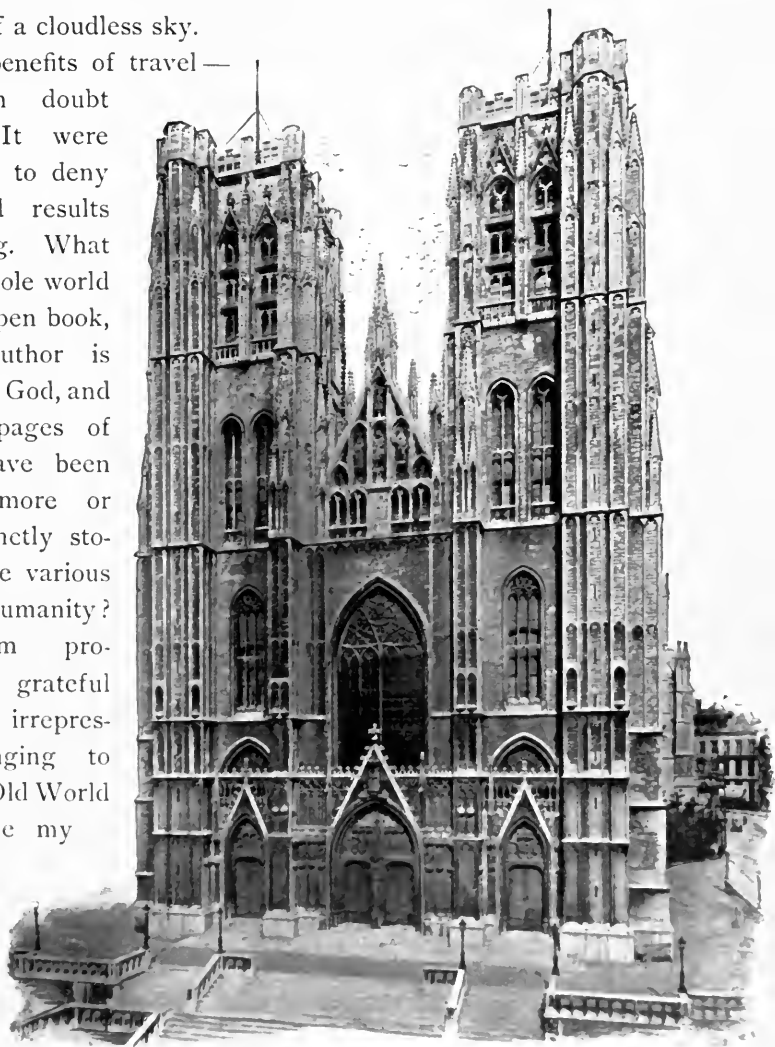 f a cloudless sky.
enefits of travel —
n doubt
It were
to deny
d results
g. What
ole world
pen book,
uthor is
God, and
pages of
ave been
more or
nctly sto-
e various
umanity?
m pro-
grateful
irrepres-
nging to
Old World
e my